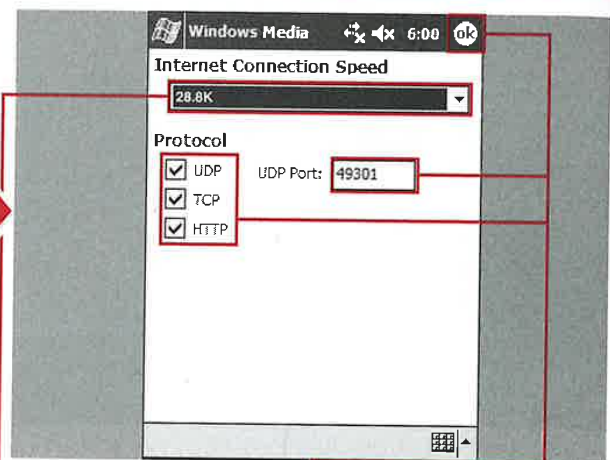 Windows Media 6:00 ok
Internet Connection Speed
28.8K
Protocol
UDP UDP Port: 49301
TCP
HTTP